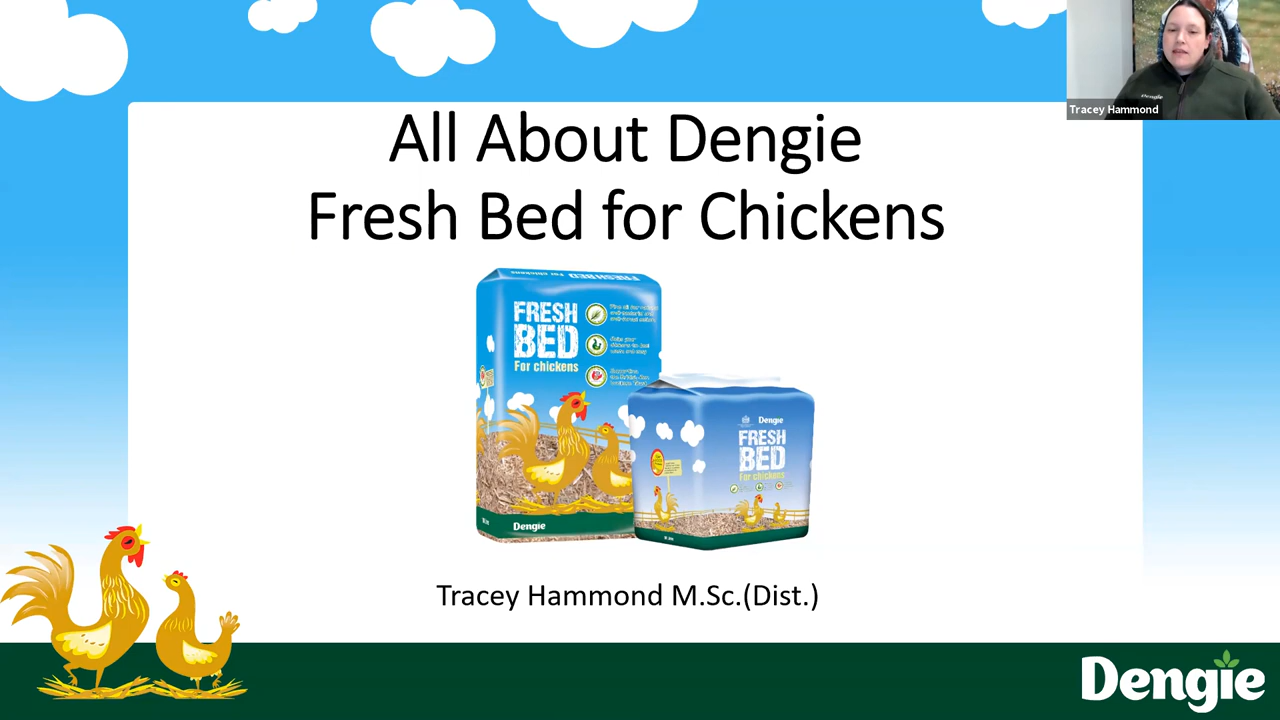 Tracey Hammond
All About Dengie
Fresh Bed for Chickens
FRESH
BED
For chickens
Dengie
Dengie
FRESH
BED
For chickens
Tracey Hammond M.Sc.(Dist.)
Dengie